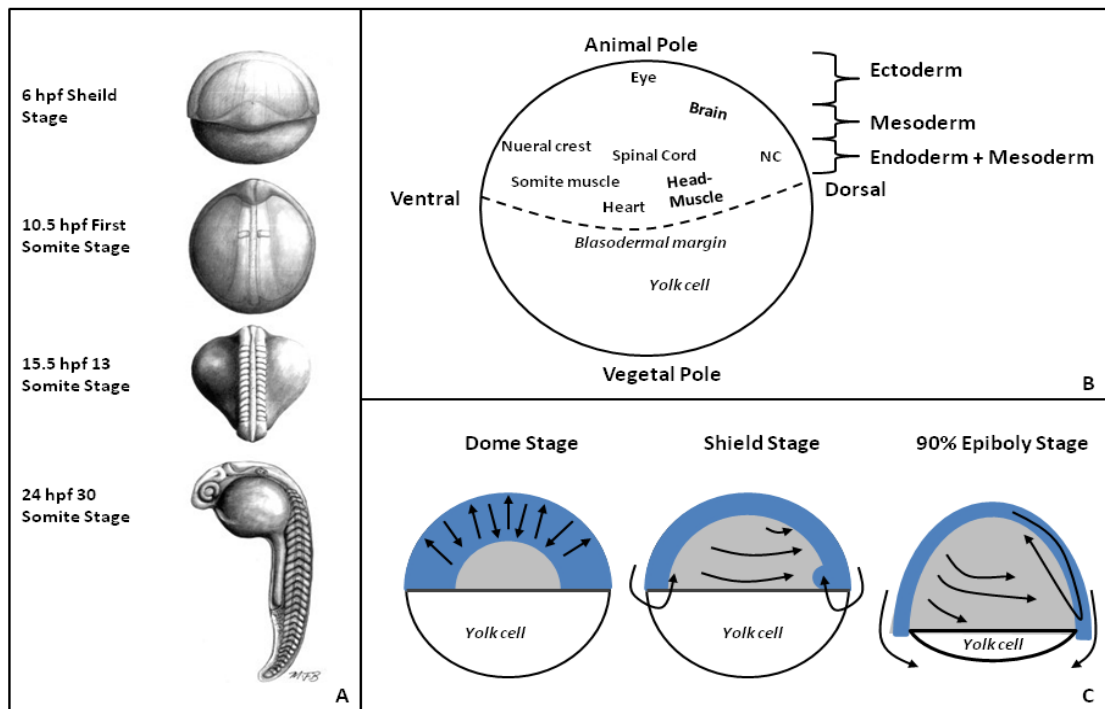 6 hpf Sheild
Stage
10.5 hpf First
Somite Stage
15.5 hpf 13
Somite Stage
24 hpf 30
Somite Stage
MFB
A
Animal Pole
Eye
Brain
Nueral crest
Spinal Cord
NC
Somite muscle
Head-
Muscle
Heart
Ventral
Dorsal
Blasodermal margin
Yolk cell
Vegetal Pole
Ectoderm
Mesoderm
Endoderm + Mesoderm
B
Dome Stage
Shield Stage
90% Epiboly Stage
Yolk cell
Yolk cell
Yolk cell
C